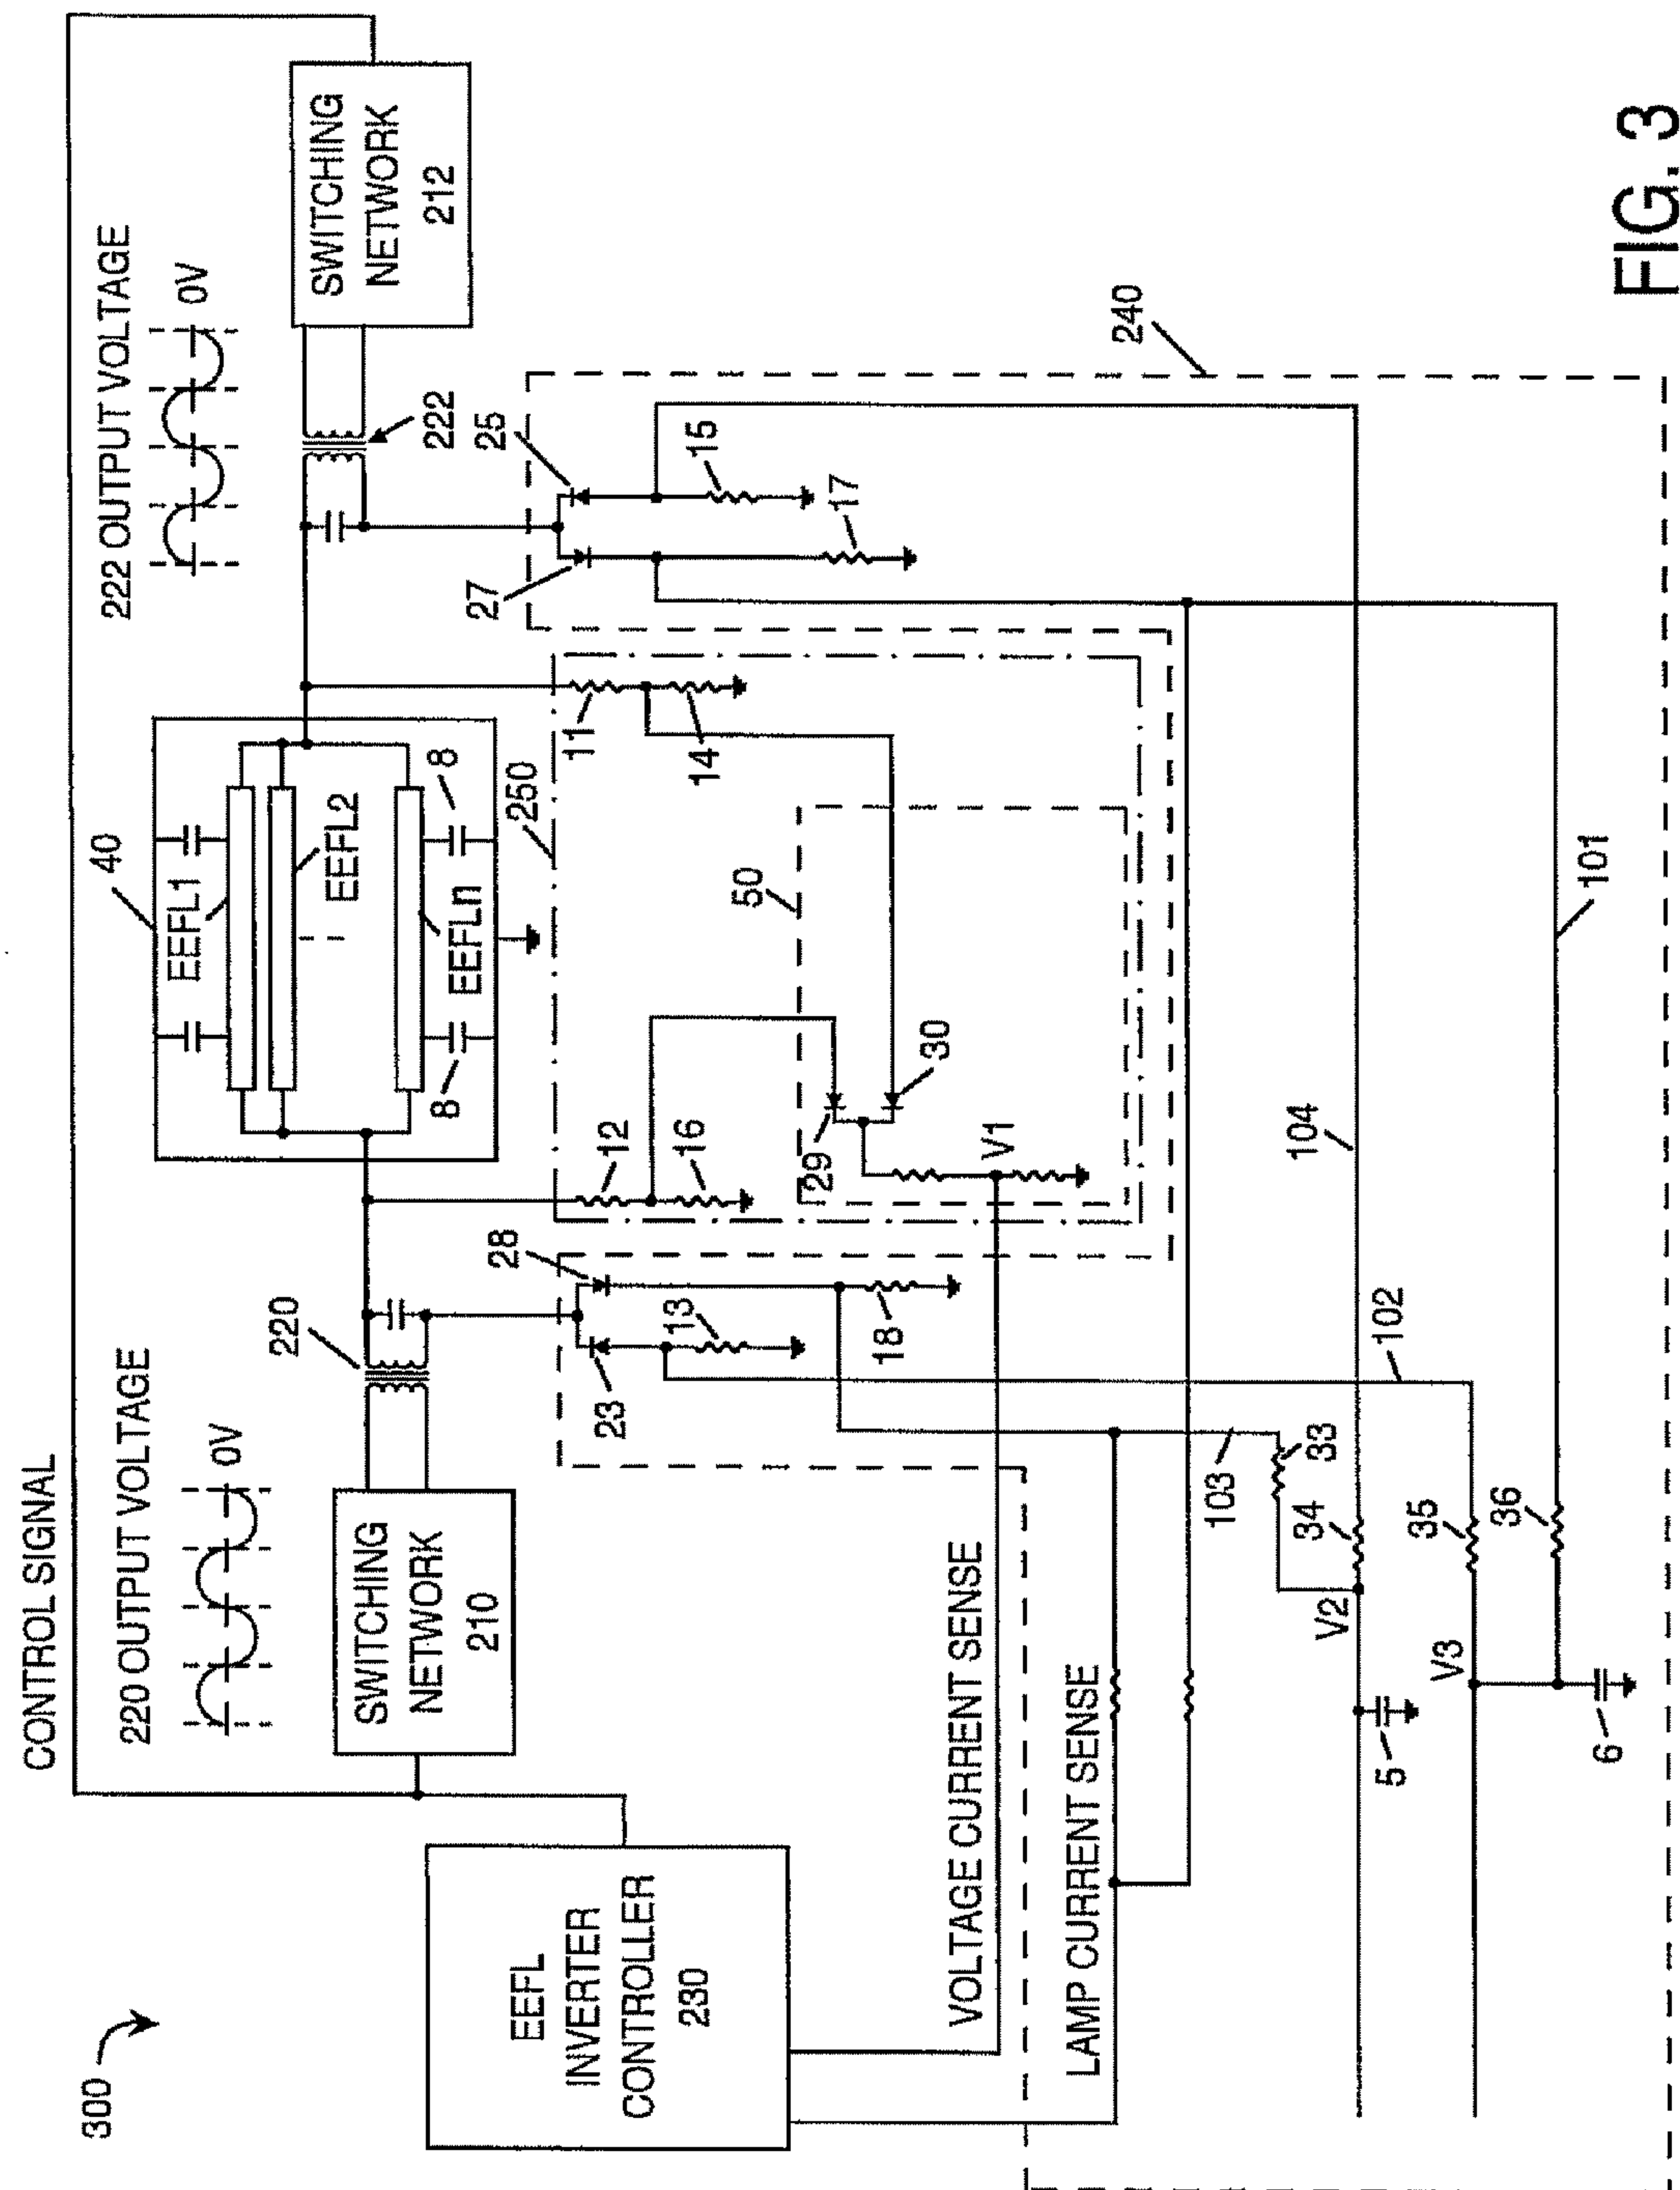 300
CONTROL SIGNAL
220 OUTPUT VOLTAGE
0V
222 OUTPUT VOLTAGE
0V
EEFL
INVERTER
CONTROLLER
230
SWITCHING
NETWORK
210
220
40
EEFL1
EEFL2
EEFLn
8
8
222
SWITCHING
NETWORK
212
23
28
13
18
12
16
250
11
14
50
29
30
V1
27
25
15
17
240
VOLTAGE CURRENT SENSE
LAMP CURRENT SENSE
103
33
102
104
V2
34
5
V3
35
36
6
101
FIG. 3